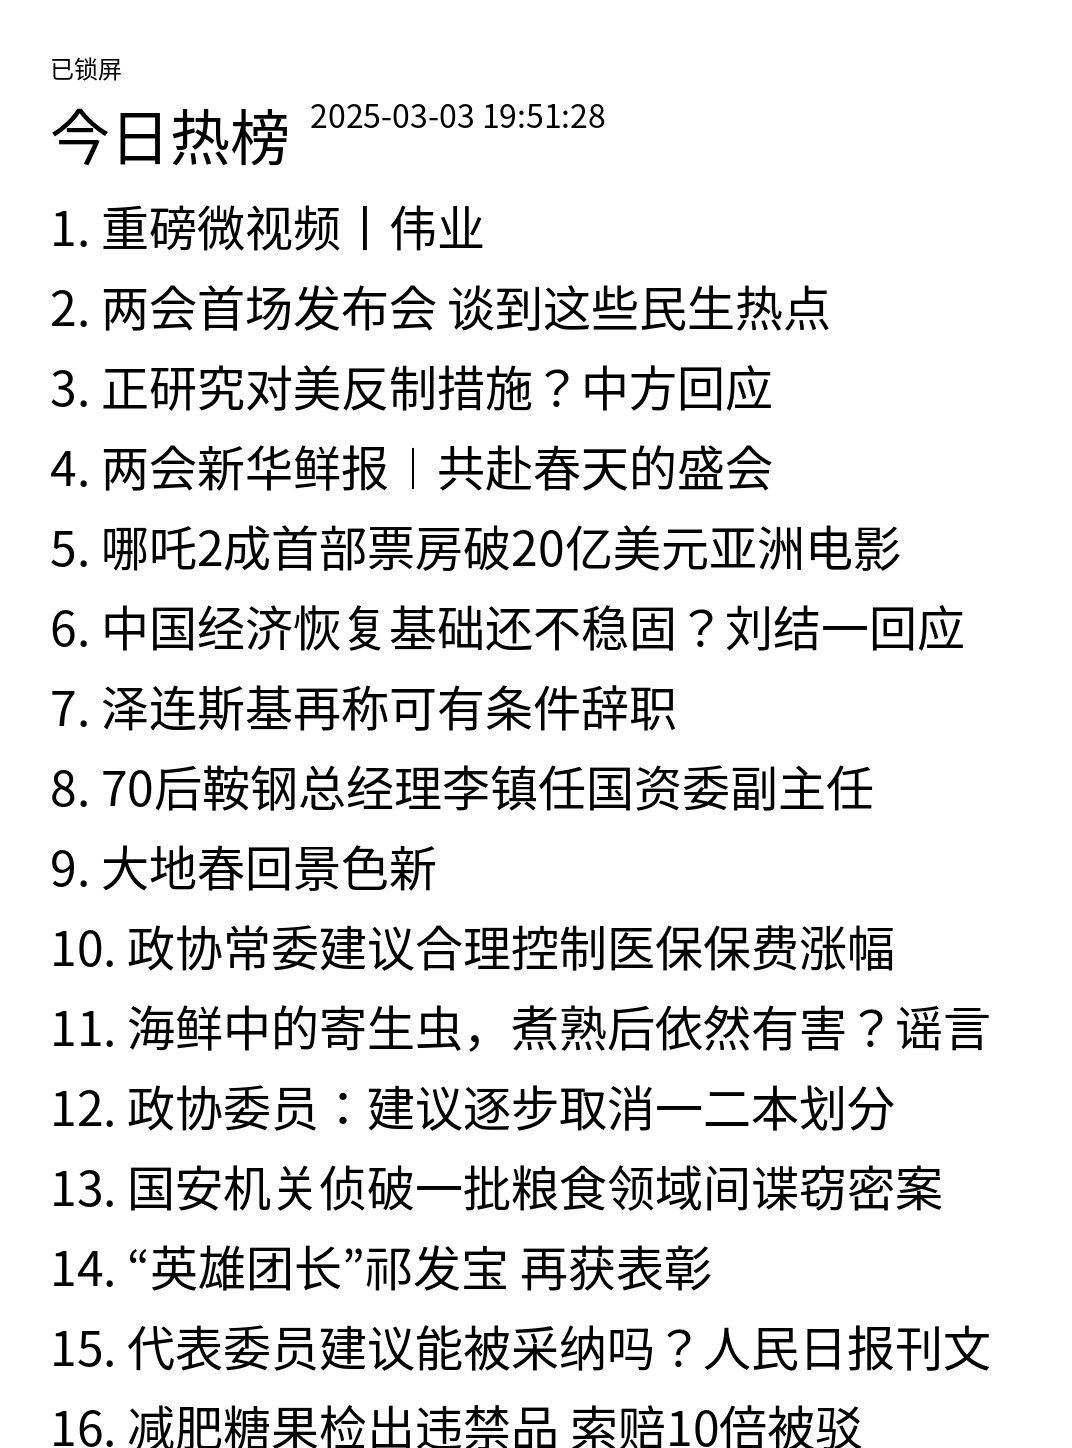 已锁屏
今日热榜 2025-03-03 19:51:28
1. 重磅微视频丨伟业
2. 两会首场发布会 谈到这些民生热点
3. 正研究对美反制措施？中方回应
4. 两会新华鲜报︱共赴春天的盛会
5. 哪吒2成首部票房破20亿美元亚洲电影
6. 中国经济恢复基础还不稳固？刘结一回应
7. 泽连斯基再称可有条件辞职
8. 70后鞍钢总经理李镇任国资委副主任
9. 大地春回景色新
10. 政协常委建议合理控制医保保费涨幅
11. 海鲜中的寄生虫，煮熟后依然有害？谣言
12. 政协委员：建议逐步取消一二本划分
13. 国安机关侦破一批粮食领域间谍窃密案
14. “英雄团长”祁发宝 再获表彰
15. 代表委员建议能被采纳吗？人民日报刊文
16. 减肥糖果检出违禁品 索赔10倍被驳